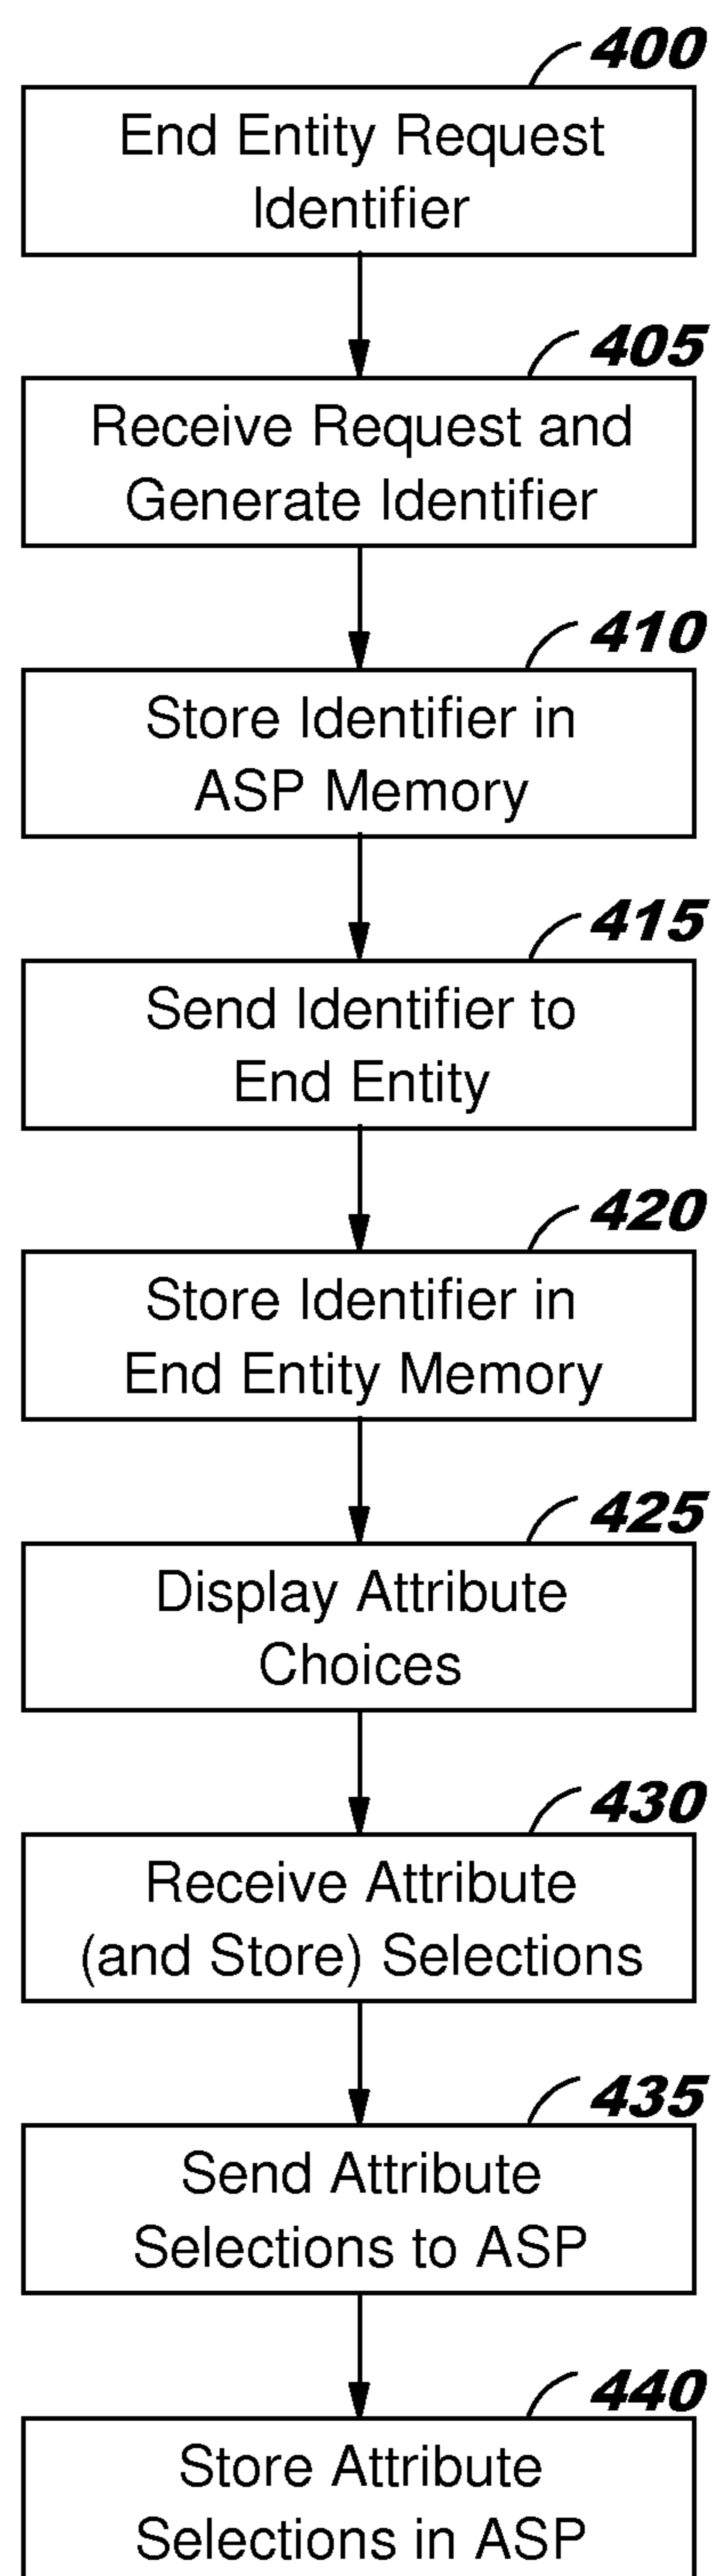 400
End Entity Request
Identifier
405
Receive Request and
Generate Identifier
410
Store Identifier in
ASP Memory
415
Send Identifier to
End Entity
420
Store Identifier in
End Entity Memory
425
Display Attribute
Choices
430
Receive Attribute
(and Store) Selections
435
Send Attribute
Selections to ASP
440
Store Attribute
Selections in ASP